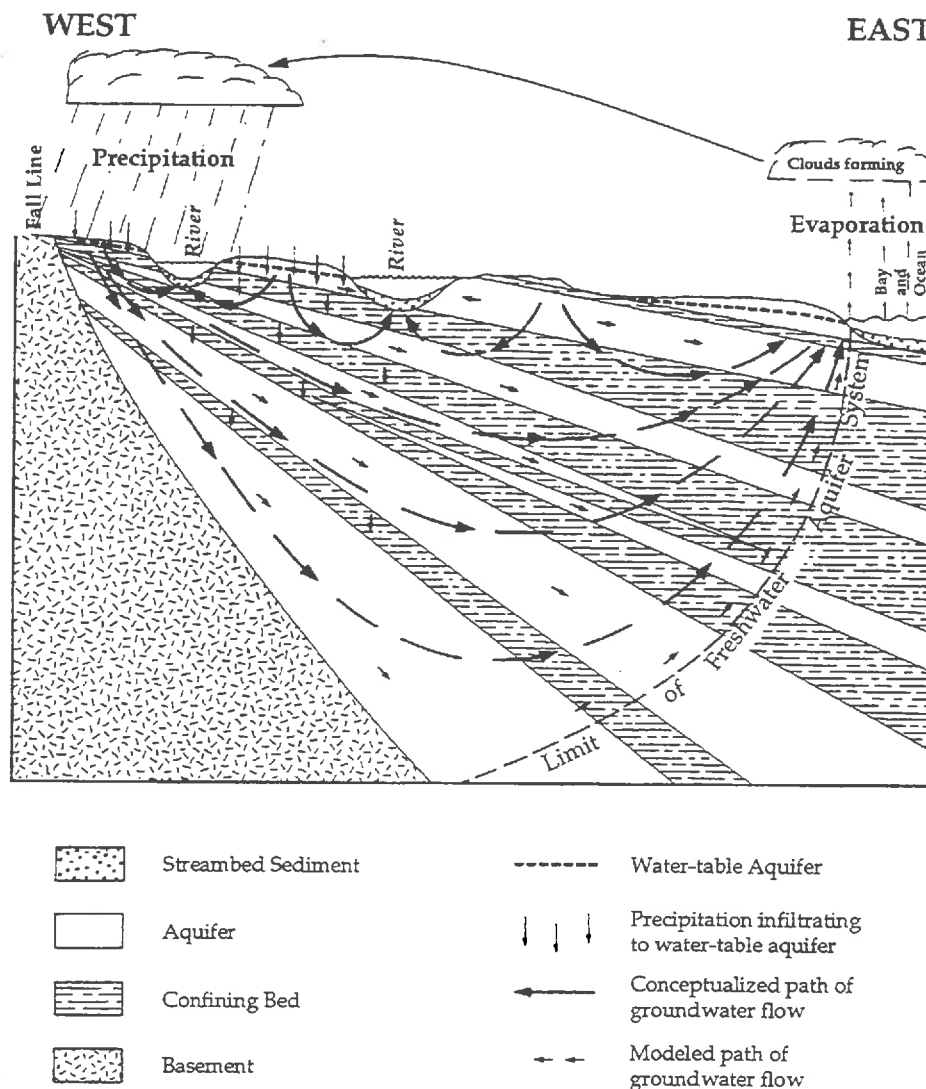 WEST
EAST
Precipitation
Clouds forming
Fall Line
River
River
Evaporation
Bay
and
Ocean
Limit
of
Freshwater
Aquifer
System
Streambed Sediment
Aquifer
Confining Bed
Basement
Water-table Aquifer
Precipitation infiltrating
to water-table aquifer
Conceptualized path of
groundwater flow
Modeled path of
groundwater flow